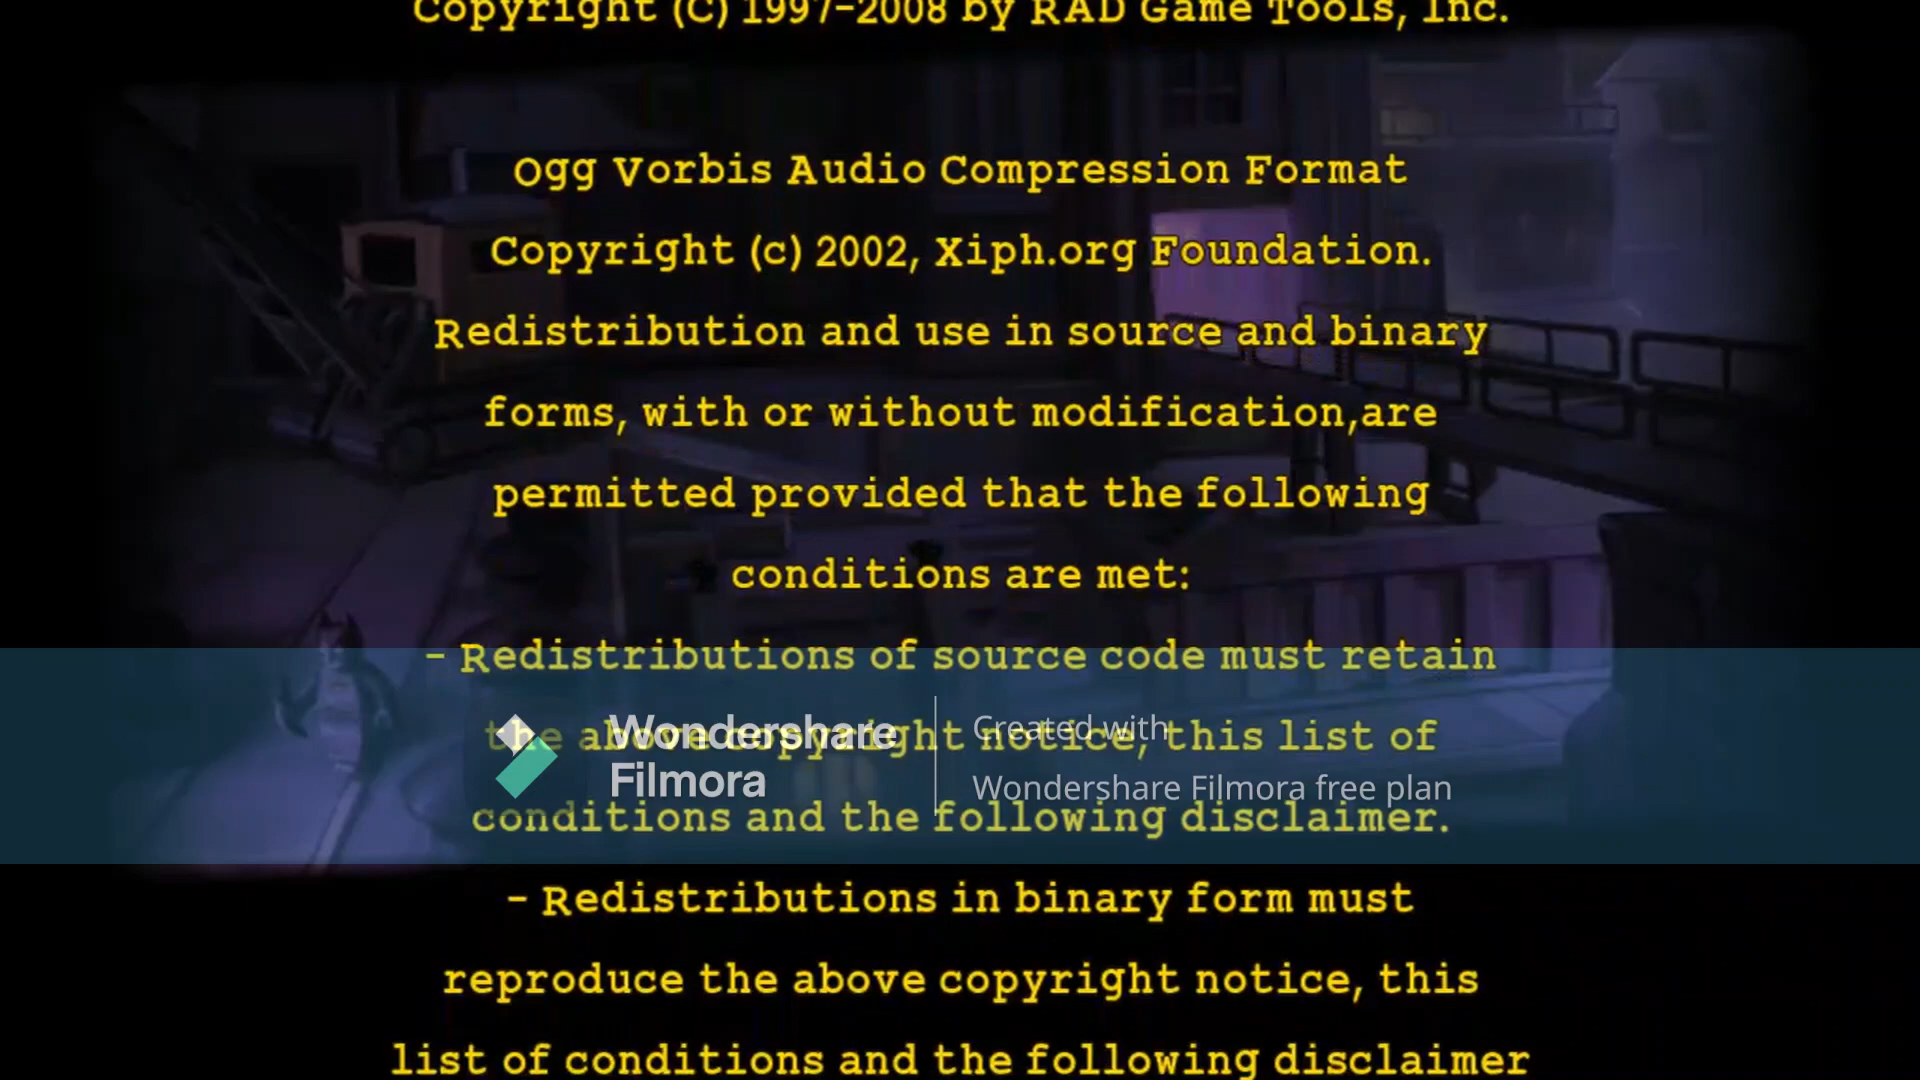 Copyright (C) 1997-2008 by RAD Game Tools, Inc.
Ogg Vorbis Audio Compression Format
Copyright (c) 2002, Xiph.org Foundation.
Redistribution and use in source and binary
forms, with or without modification,are
permitted provided that the following
conditions are met:
- Redistributions of source code must retain
the above copyright notice, this list of
conditions and the following disclaimer.
- Redistributions in binary form must
reproduce the above copyright notice, this
list of conditions and the following disclaimer
Wondershare
Filmora
Created with
Wondershare Filmora free plan